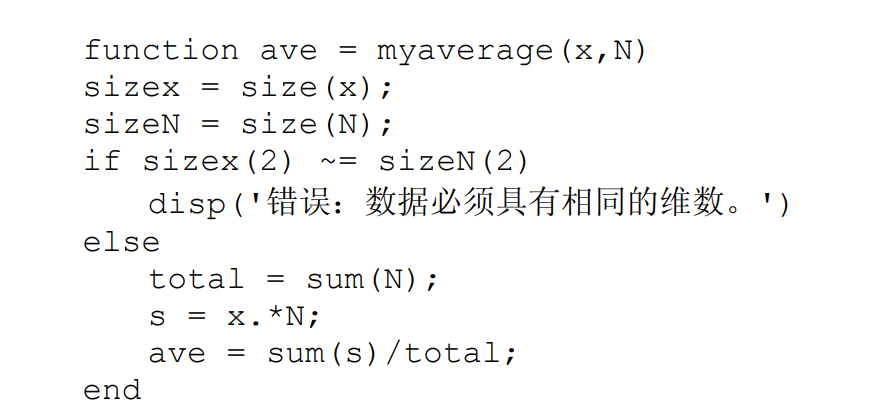 function ave = myaverage(x,N)
sizex = size(x);
sizeN = size(N);
if sizex(2) ~= sizeN(2)
   disp('错误：数据必须具有相同的维数。')
else
   total = sum(N);
   s = x.*N;
   ave = sum(s)/total;
end